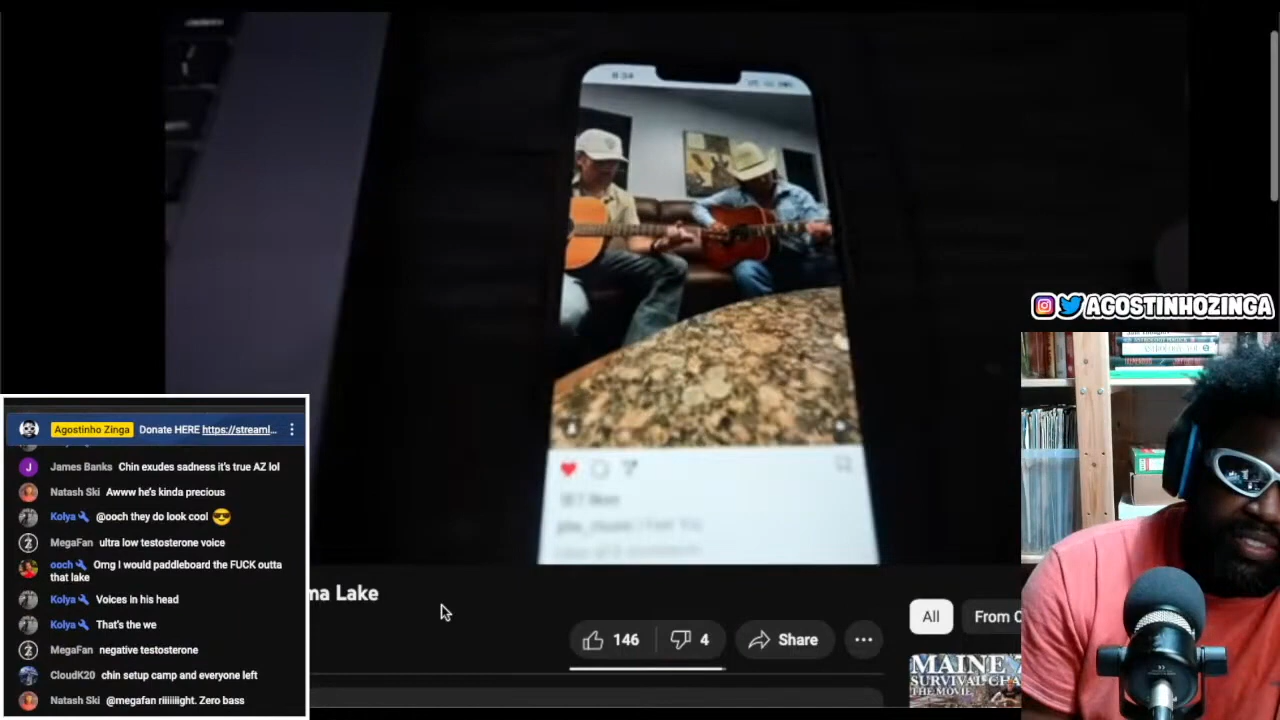 8:34
AGOSTINHOZINGA
Agostinho Zinga Donate HERE https://streaml...
James Banks Chin exudes sadness it's true AZ lol
Natash Ski Awww he's kinda precious
Kolya @ooch they do look cool 😎
MegaFan ultra low testosterone voice
ooch Omg I would paddleboard the FUCK outta
that lake
Kolya Voices in his head
Kolya That's the we
MegaFan negative testosterone
CloudK20 chin setup camp and everyone left
Natash Ski @megafan riiiiiight. Zero bass
ma Lake
146
4
Share
All
From
MAINE
SURVIVAL CHA
THE MOVIE